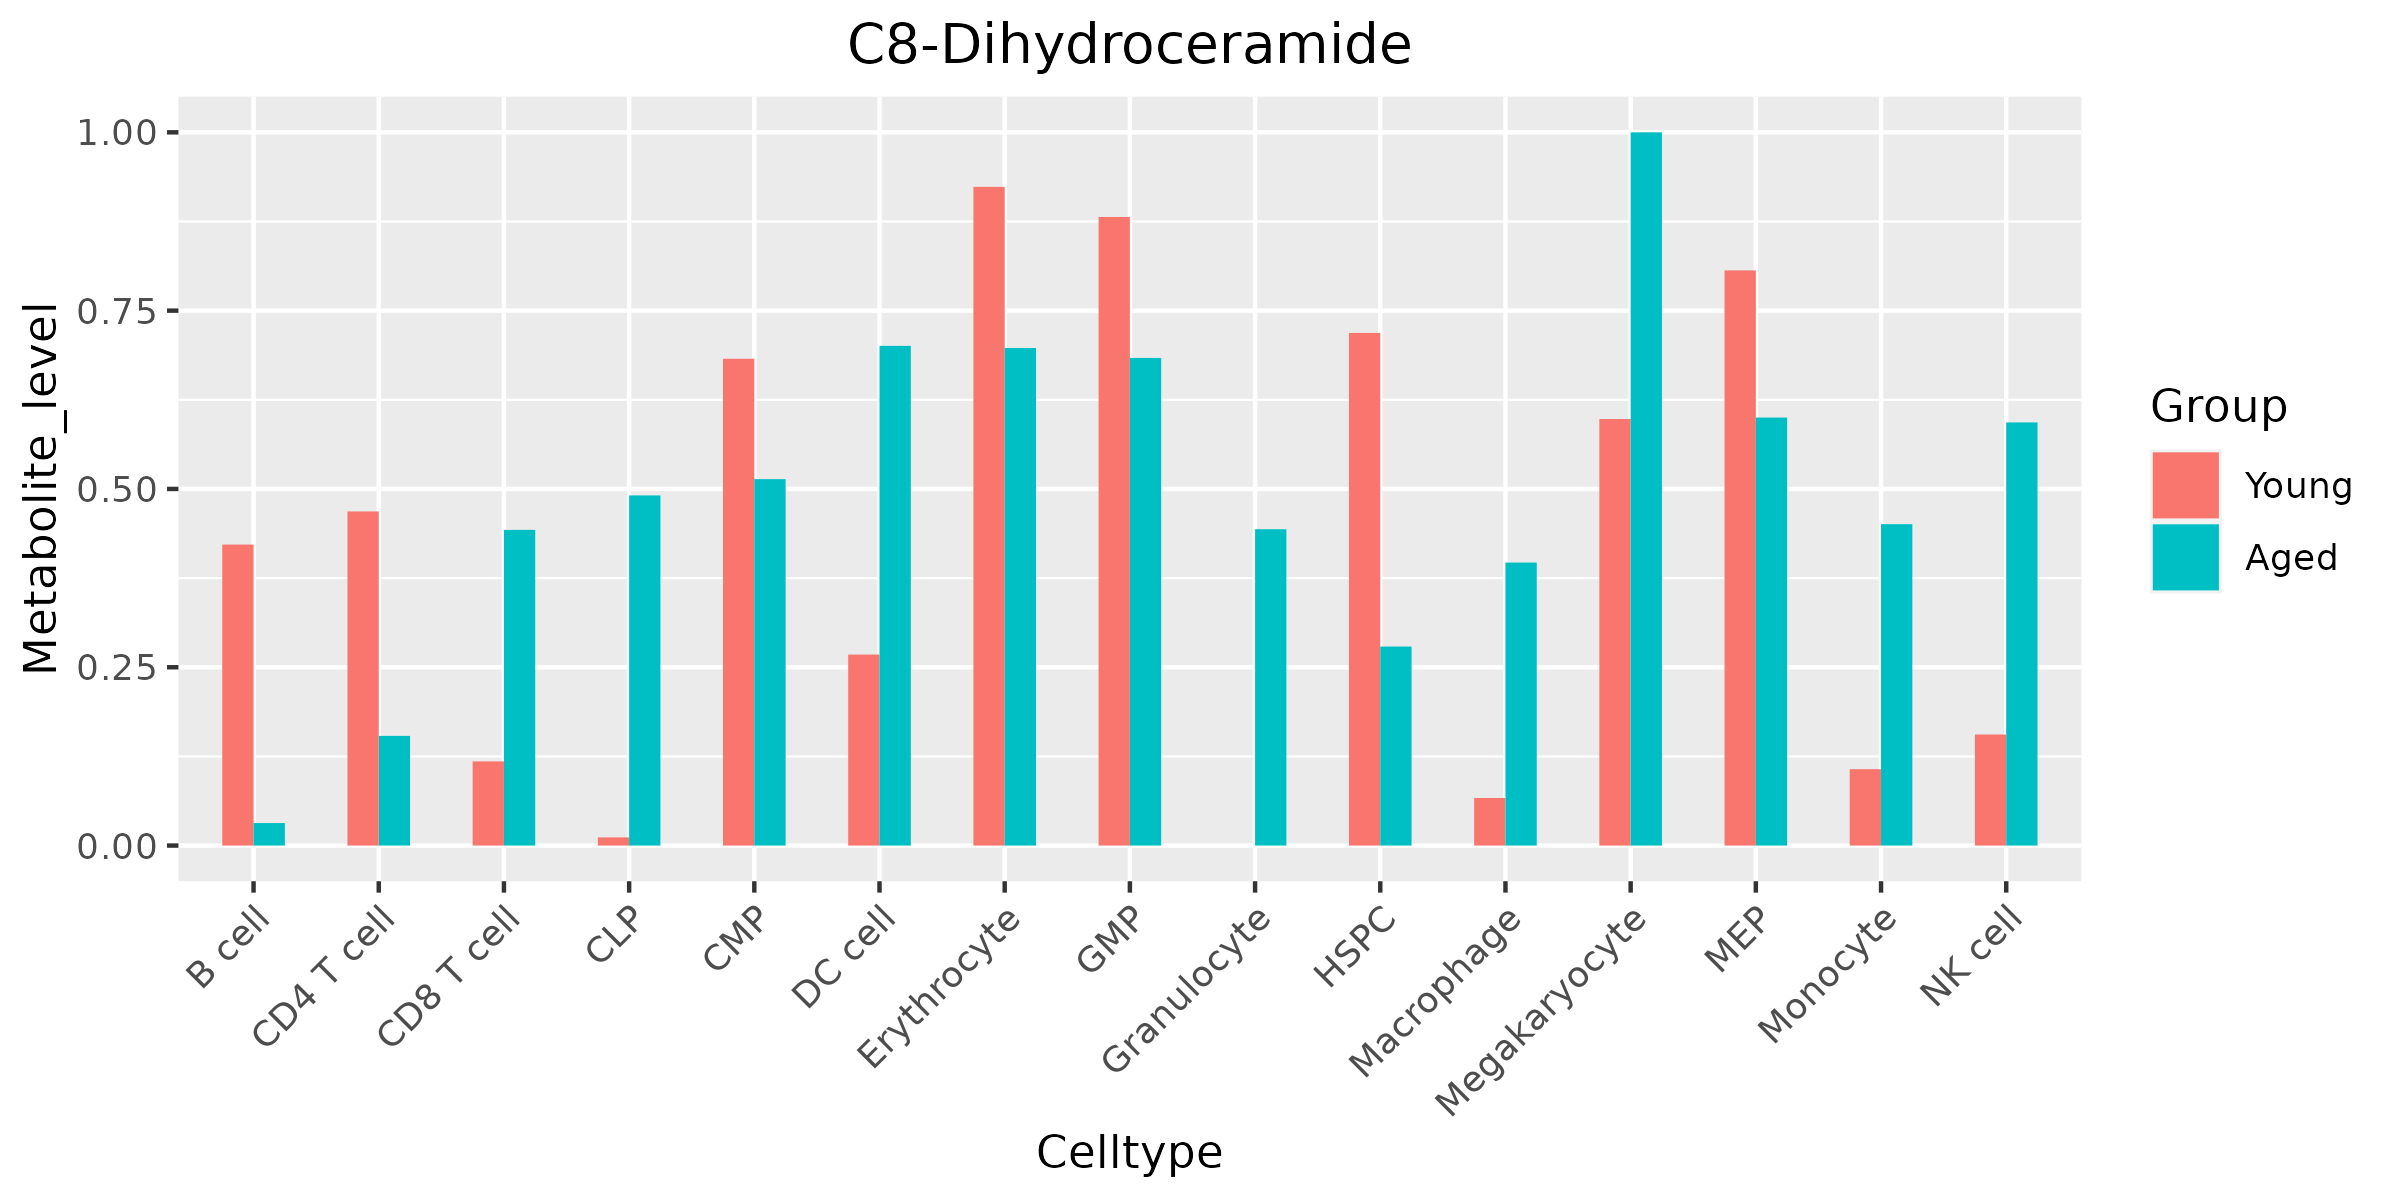 C8-Dihydroceramide
Metabolite_level
1.00
0.75
0.50
0.25
0.00
B cell
CD4 T cell
CD8 T cell
CLP
CMP
DC cell
Erythrocyte
GMP
Granulocyte
HSPC
Macrophage
Megakaryocyte
MEP
Monocyte
NK cell
Celltype
Group
Young
Aged